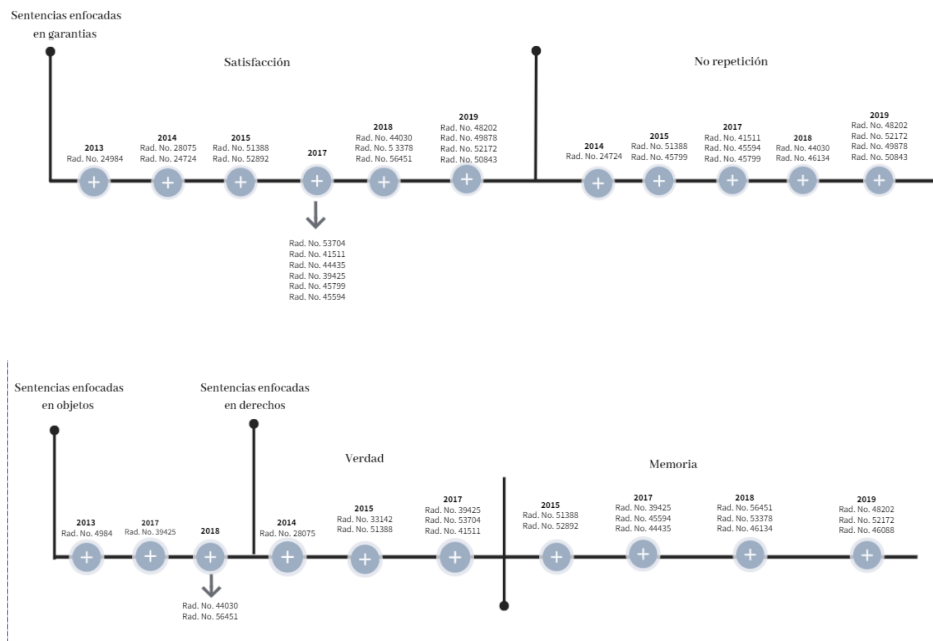 Sentencias enfocadas
en garantias
Satisfacción
2013
Rad. No. 24984
2014
Rad. No. 28075
Rad. No. 24724
2015
Rad. No. 51388
Rad. No. 52892
2017
Rad. No. 53704
Rad. No. 41511
Rad. No. 44435
Rad. No. 39425
Rad. No. 45799
Rad. No. 45594
2018
Rad. No. 44030
Rad. No. 5 3378
Rad. No. 56451
2019
Rad. No. 48202
Rad. No. 49878
Rad. No. 52172
Rad. No. 50843
No repetición
2014
Rad. No. 24724
2015
Rad. No. 51388
Rad. No. 45799
2017
Rad. No. 41511
Rad. No. 45594
Rad. No. 45799
2018
Rad. No. 44030
Rad. No. 46134
2019
Rad. No. 48202
Rad. No. 52172
Rad. No. 49878
Rad. No. 50843
Sentencias enfocadas
en objetos
2013
Rad. No. 4984
2017
Rad. No. 39425
2018
Rad. No. 44030
Rad. No. 56451
Sentencias enfocadas
en derechos
Verdad
2014
Rad. No. 28075
2015
Rad. No. 33142
Rad. No. 51388
2017
Rad. No. 39425
Rad. No. 53704
Rad. No. 41511
Memoria
2015
Rad. No. 51388
Rad. No. 52892
2017
Rad. No. 39425
Rad. No. 45594
Rad. No. 44435
2018
Rad. No. 56451
Rad. No. 53378
Rad. No. 46134
2019
Rad. No. 48202
Rad. No. 52172
Rad. No. 46088